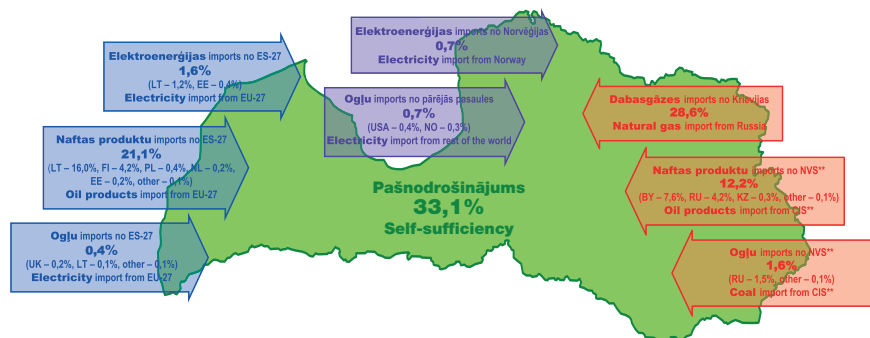 Elektroenerģijas imports no ES-27
1,6%
(LT – 1,2%, EE – 0,4%)
Electricity import from EU-27
Naftas produktu imports no ES-27
21,1%
(LT – 16,0%, FI – 4,2%, PL – 0,4%, NL – 0,2%,
EE – 0,2%, other – 0,1%)
Oil products import from EU-27
Ogļu imports no ES-27
0,4%
(UK – 0,2%, LT – 0,1%, other – 0,1%)
Electricity import from EU-27
Elektroenerģijas imports no Norvēģijas
0,7%
Electricity import from Norway
Ogļu imports no pārējās pasaules
0,7%
(USA – 0,4%, NO – 0,3%)
Electricity import from rest of the world
Pašnodrošinājums
33,1%
Self-sufficiency
Dabasgāzes imports no Krievijas
28,6%
Natural gas import from Russia
Naftas produktu imports no NVS**
12,2%
(BY – 7,6%, RU – 4,2%, KZ – 0,3%, other – 0,1%)
Oil products import from CIS**
Ogļu imports no NVS**
1,6%
(RU – 1,5%, other – 0,1%)
Coal import from CIS**